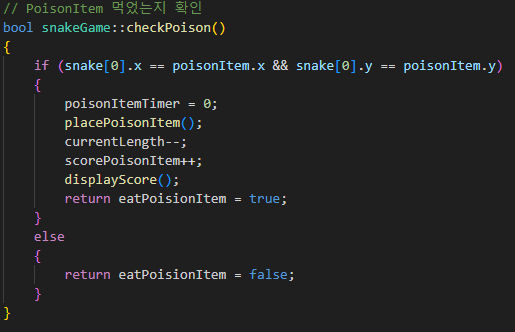 // PoisonItem 먹었는지 확인
bool snakeGame::checkPoison()
{
    if (snake[0].x == poisonItem.x && snake[0].y == poisonItem.y)
    {
        poisonItemTimer = 0;
        placePoisonItem();
        currentLength--;
        scorePoisonItem++;
        displayScore();
        return eatPoisionItem = true;
    }
    else
    {
        return eatPoisionItem = false;
    }
}